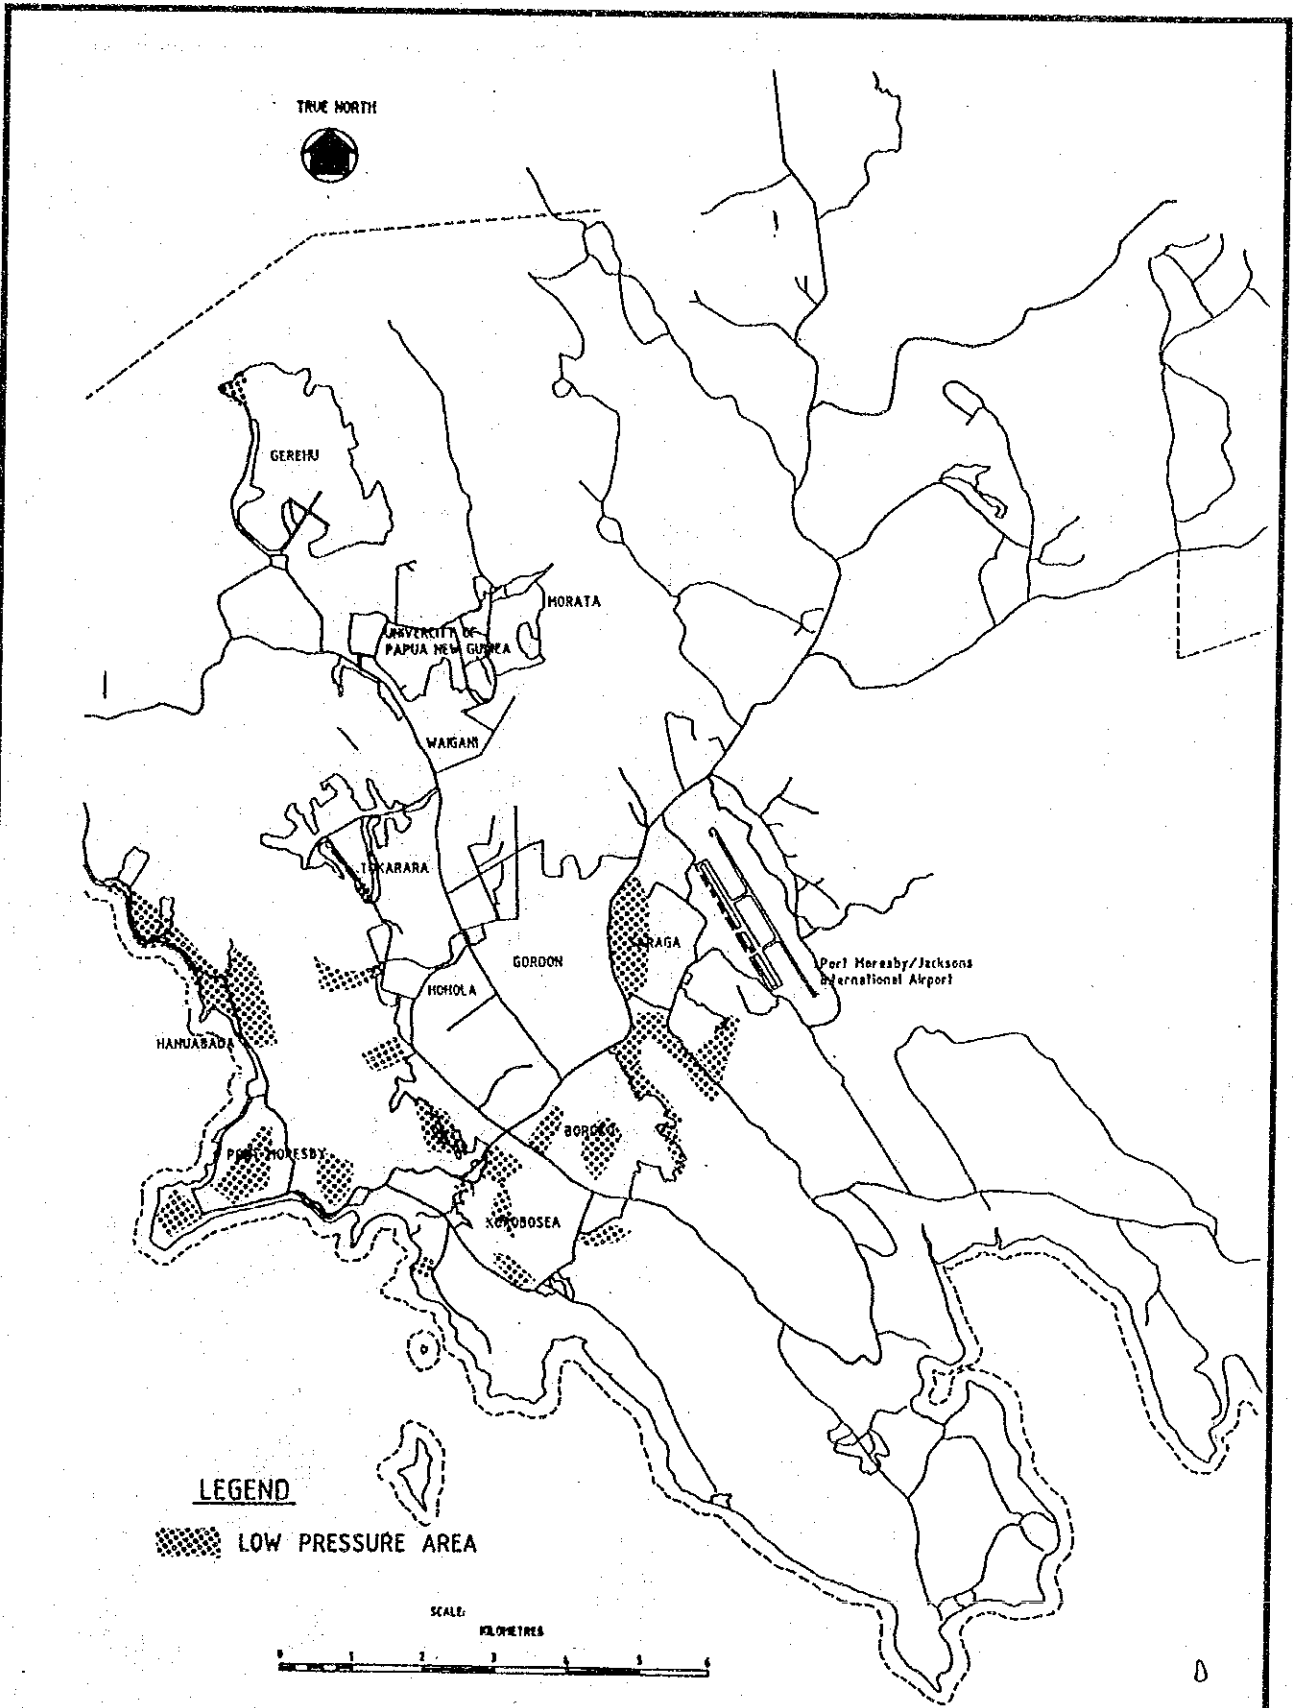 TRUE NORTH
GEREHU
MORATA
UNIVERCITY OF
PAPUA NEW GUINEA
WAIGANI
TOKARARA
GORDON
SARAGA
Port Moresby/Jacksons
International Airport
HOHOLA
HANUABADA
BOROKO
PORT MORESBY
KOROBOSEA
LEGEND
LOW PRESSURE AREA
SCALE:
KILOMETRES
0 1 2 3 4 5 6